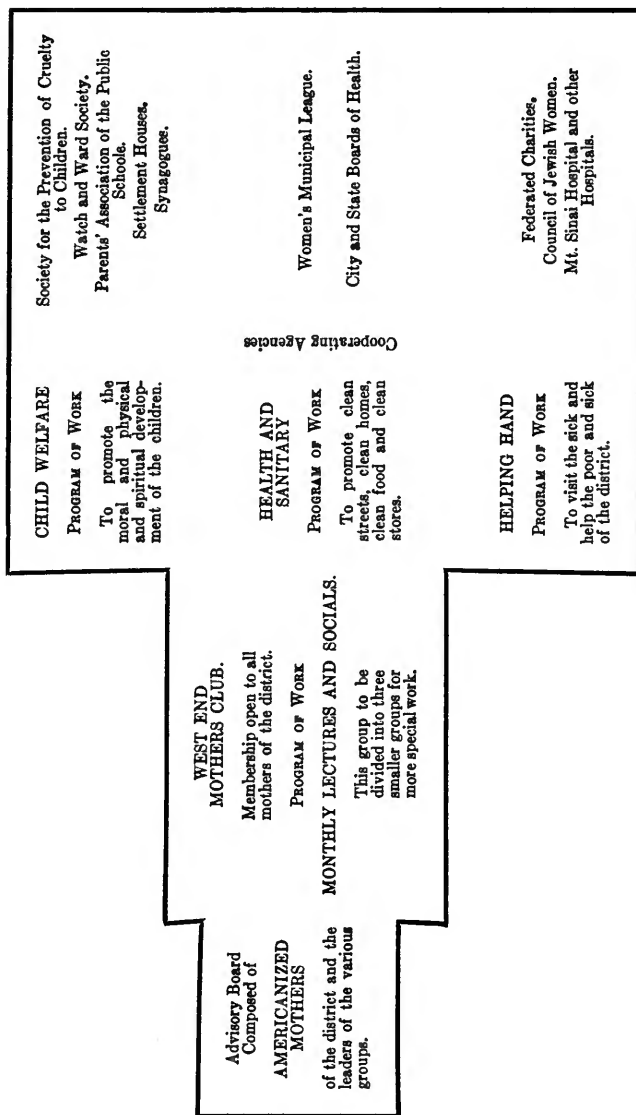 Advisory Board
Composed of
AMERICANIZED
MOTHERS
of the district and the
leaders of the various
groups.
WEST END
MOTHERS CLUB.
Membership open to all
mothers of the district.
PROGRAM OF WORK
MONTHLY LECTURES AND SOCIALS.
This group to be
divided into three
smaller groups for
more special work.
CHILD WELFARE
PROGRAM OF WORK
To promote the
moral and physical
and spiritual develop-
ment of the children.
HEALTH AND
SANITARY
PROGRAM OF WORK
To promote clean
streets, clean homes,
clean food and clean
stores.
HELPING HAND
PROGRAM OF WORK
To visit the sick and
help the poor and sick
of the district.
Cooperating Agencies
Society for the Prevention of Cruelty
to Children.
Watch and Ward Society.
Parents' Association of the Public
Schoole.
Settlement Houses.
Synagogues.
Women's Municipal League.
City and State Boards of Health.
Federated Charities.
Council of Jewish Women.
Mt. Sinai Hospital and other
Hospitals.